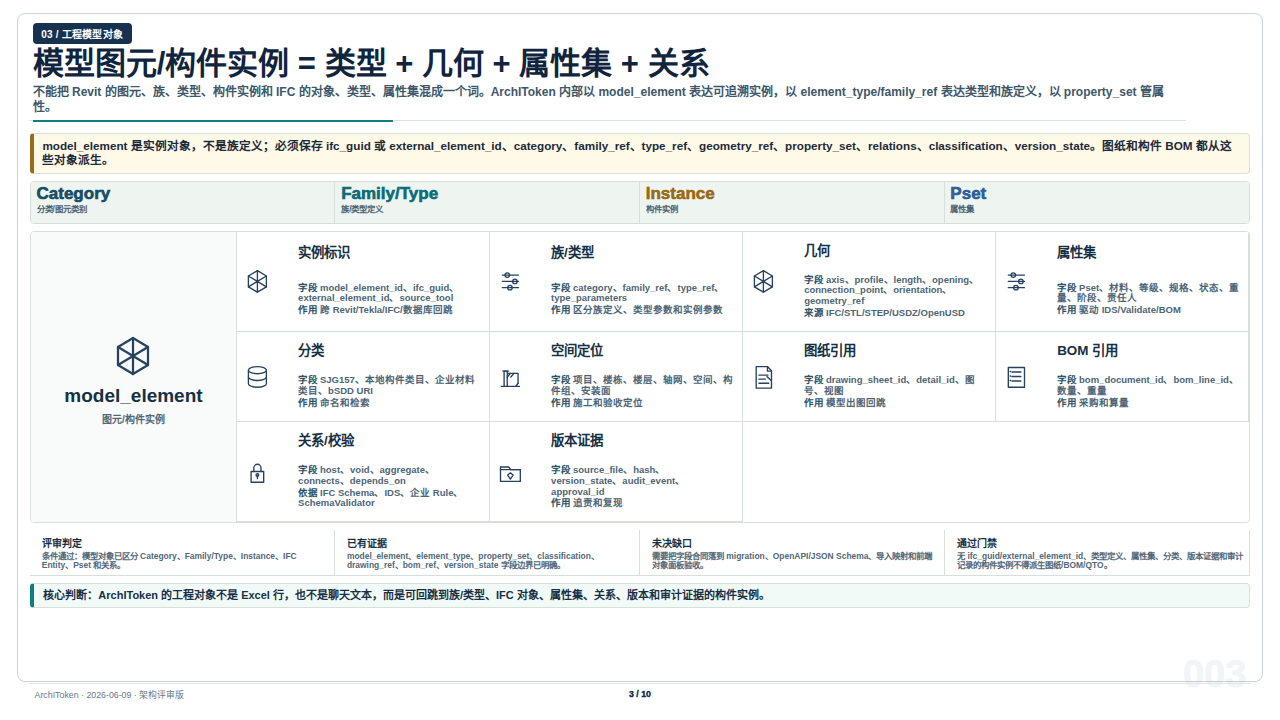 03 / 工程模型对象
模型图元/构件实例 = 类型 + 几何 + 属性集 + 关系
不能把 Revit 的图元、族、类型、构件实例和 IFC 的对象、类型、属性集混成一个词。ArchIToken 内部以 model_element 表达可追溯实例，以 element_type/family_ref 表达类型和族定义，以 property_set 管属
性。
model_element 是实例对象，不是族定义；必须保存 ifc_guid 或 external_element_id、category、family_ref、type_ref、geometry_ref、property_set、relations、classification、version_state。图纸和构件 BOM 都从这
些对象派生。
Category
分类/图元类别
Family/Type
族/类型定义
Instance
构件实例
Pset
属性集
model_element
图元/构件实例
实例标识
字段 model_element_id、ifc_guid、
external_element_id、source_tool
作用 跨 Revit/Tekla/IFC/数据库回跳
族/类型
字段 category、family_ref、type_ref、
type_parameters
作用 区分族定义、类型参数和实例参数
几何
字段 axis、profile、length、opening、
connection_point、orientation、
geometry_ref
来源 IFC/STL/STEP/USDZ/OpenUSD
属性集
字段 Pset、材料、等级、规格、状态、重
量、阶段、责任人
作用 驱动 IDS/Validate/BOM
分类
字段 SJG157、本地构件类目、企业材料
类目、bSDD URI
作用 命名和检索
空间定位
字段 项目、楼栋、楼层、轴网、空间、构
件组、安装面
作用 施工和验收定位
图纸引用
字段 drawing_sheet_id、detail_id、图
号、视图
作用 模型出图回跳
BOM 引用
字段 bom_document_id、bom_line_id、
数量、重量
作用 采购和算量
关系/校验
字段 host、void、aggregate、
connects、depends_on
依据 IFC Schema、IDS、企业 Rule、
SchemaValidator
版本证据
字段 source_file、hash、
version_state、audit_event、
approval_id
作用 追责和复现
评审判定
条件通过：模型对象已区分 Category、Family/Type、Instance、IFC
Entity、Pset 和关系。
已有证据
model_element、element_type、property_set、classification、
drawing_ref、bom_ref、version_state 字段边界已明确。
未决缺口
需要把字段合同落到 migration、OpenAPI/JSON Schema、导入映射和前端
对象面板验收。
通过门禁
无 ifc_guid/external_element_id、类型定义、属性集、分类、版本证据和审计
记录的构件实例不得派生图纸/BOM/QTO。
核心判断：ArchIToken 的工程对象不是 Excel 行，也不是聊天文本，而是可回跳到族/类型、IFC 对象、属性集、关系、版本和审计证据的构件实例。
003
ArchIToken · 2026-06-09 · 架构评审版
3 / 10